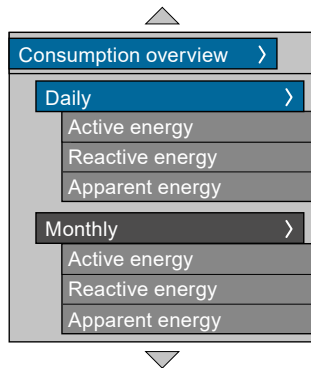 Consumption overview
Daily
Active energy
Reactive energy
Apparent energy
Monthly
Active energy
Reactive energy
Apparent energy